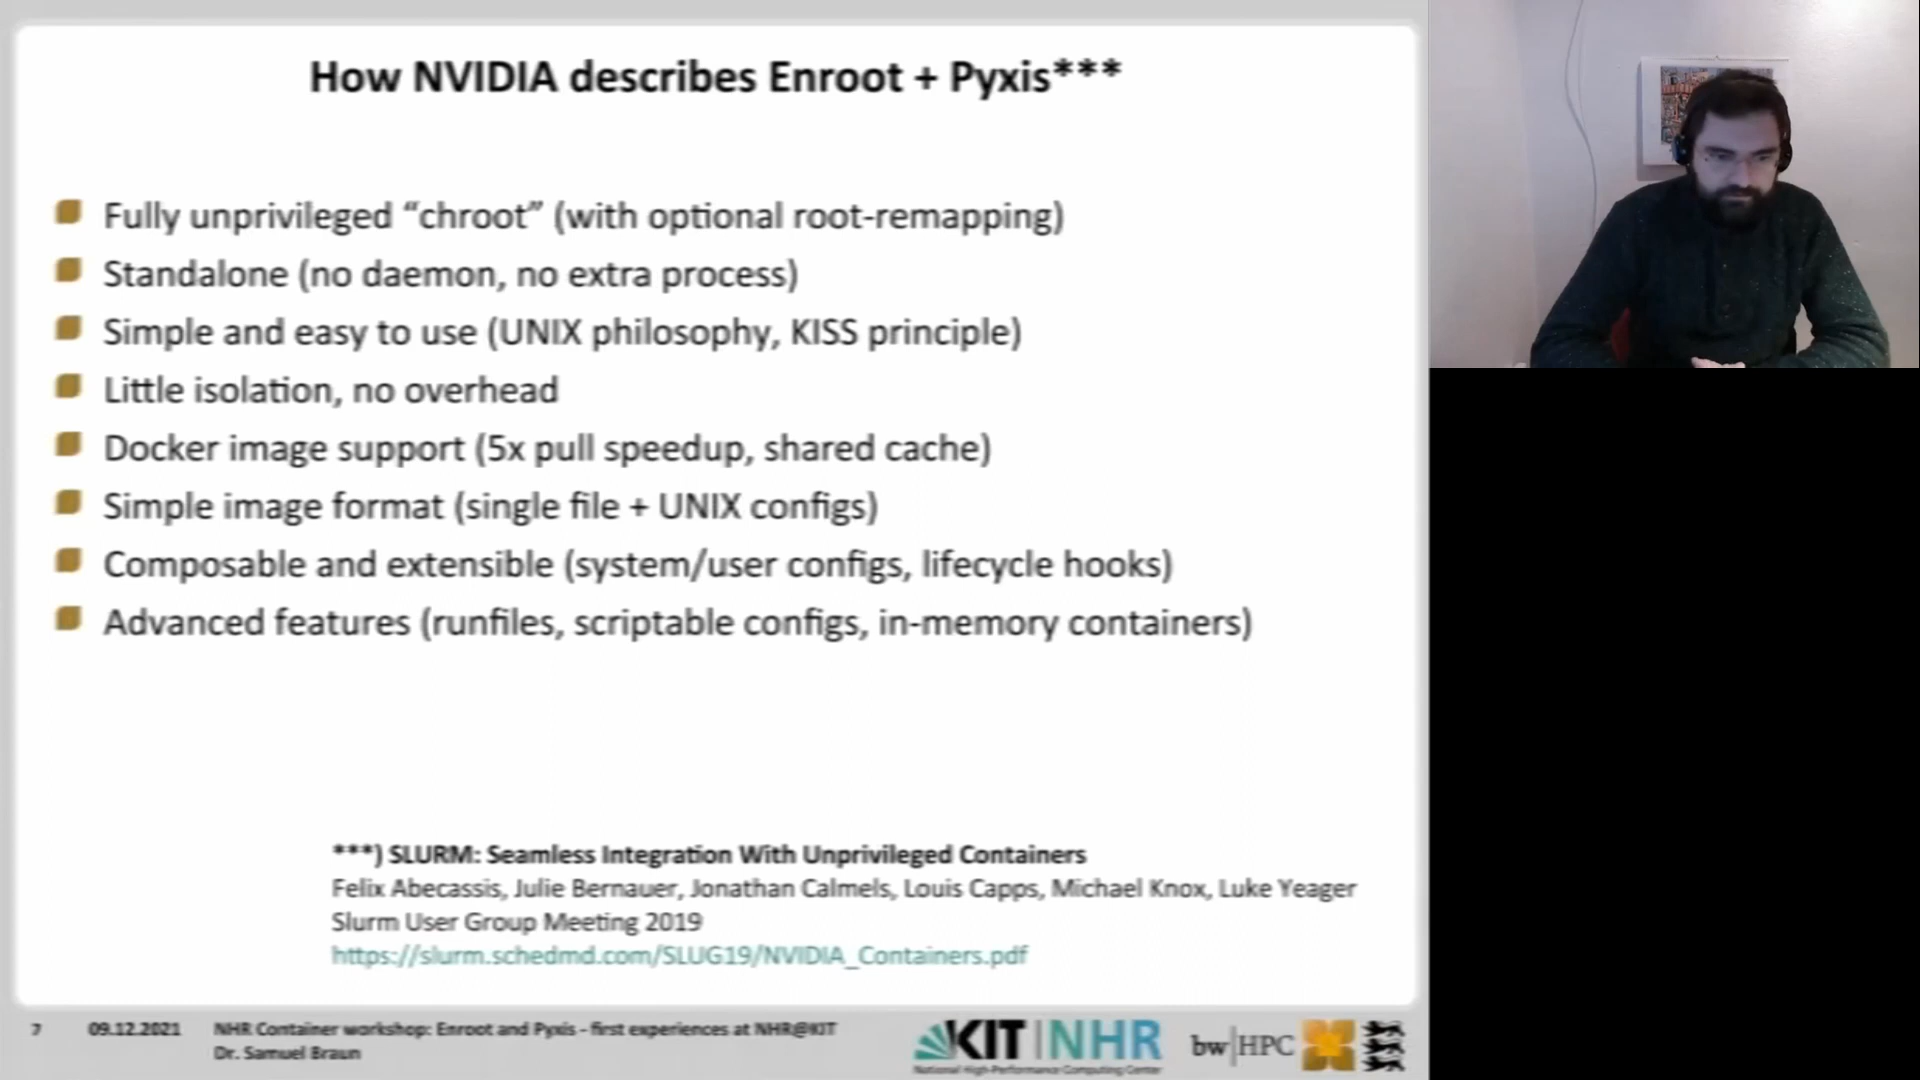 How NVIDIA describes Enroot + Pyxis***
Fully unprivileged “chroot” (with optional root-remapping)
Standalone (no daemon, no extra process)
Simple and easy to use (UNIX philosophy, KISS principle)
Little isolation, no overhead
Docker image support (5x pull speedup, shared cache)
Simple image format (single file + UNIX configs)
Composable and extensible (system/user configs, lifecycle hooks)
Advanced features (runfiles, scriptable configs, in-memory containers)
***) SLURM: Seamless Integration With Unprivileged Containers
Felix Abecassis, Julie Bernauer, Jonathan Calmels, Louis Capps, Michael Knox, Luke Yeager
Slurm User Group Meeting 2019
https://slurm.schedmd.com/SLUG19/NVIDIA_Containers.pdf
7 09.12.2021 NHR Container workshop: Enroot and Pyxis - first experiences at NHR@KIT
Dr. Samuel Braun
KIT NHR
National High-Performance Computing Center
bw HPC